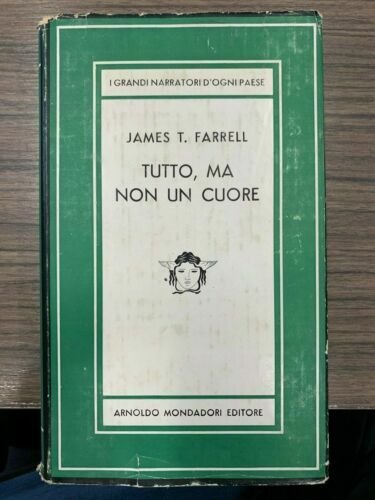 I GRANDI NARRATORI D'OGNI PAESE
JAMES T. FARRELL
TUTTO, MA
NON UN CUORE
ARNOLDO MONDADORI EDITORE